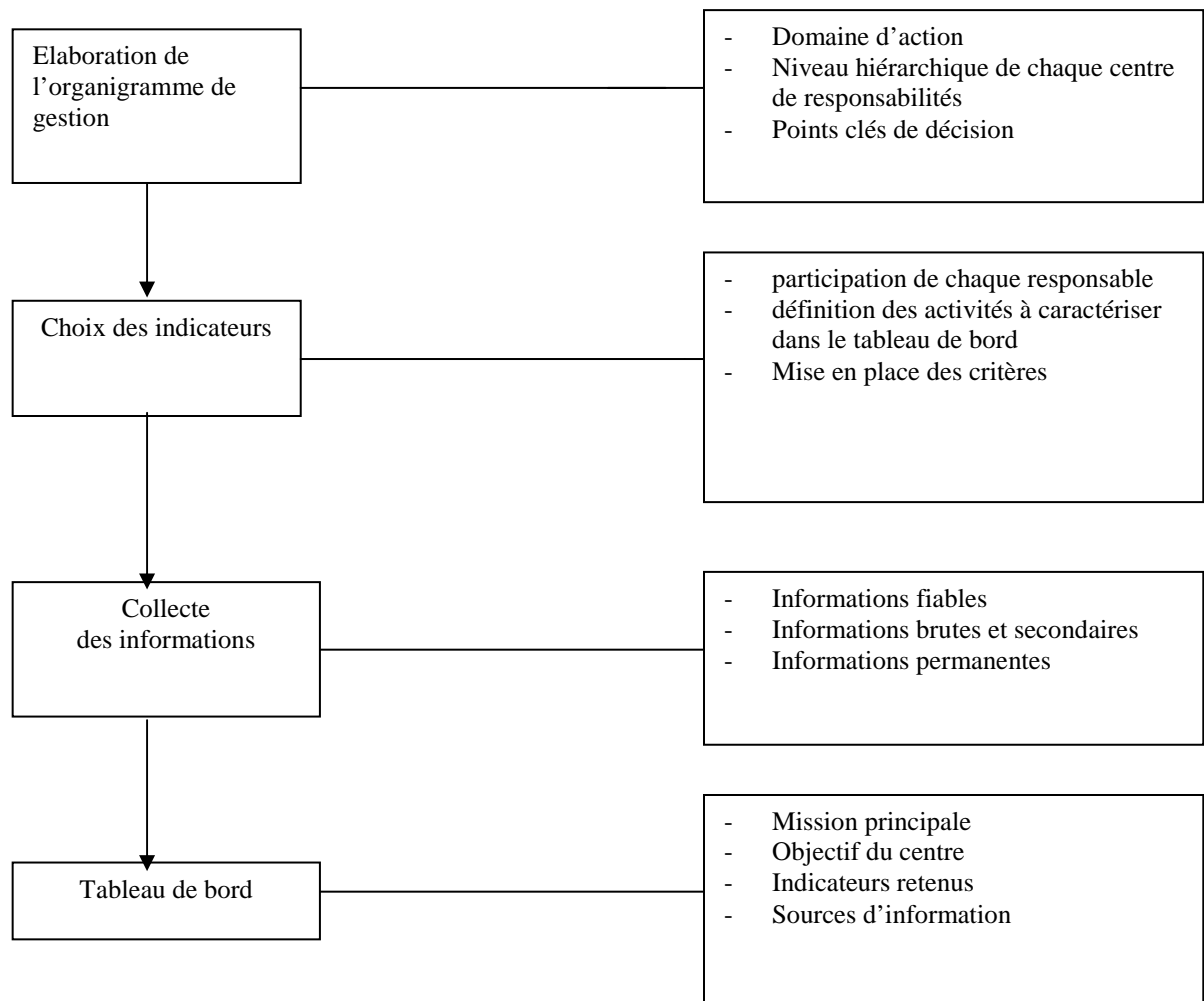 Elaboration de
l’organigramme de
gestion
- Domaine d’action
- Niveau hiérarchique de chaque centre
de responsabilités
- Points clés de décision
Choix des indicateurs
- participation de chaque responsable
- définition des activités à caractériser
dans le tableau de bord
- Mise en place des critères
Collecte
des informations
- Informations fiables
- Informations brutes et secondaires
- Informations permanentes
Tableau de bord
- Mission principale
- Objectif du centre
- Indicateurs retenus
- Sources d’information